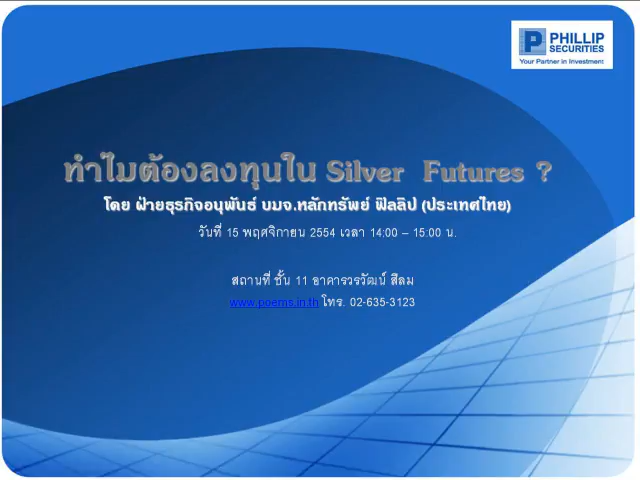 PHILLIP
SECURITIES
Your Partner in Investment
ทำไมต้องลงทุนใน Silver Futures ?
โดย ฝ่ายธุรกิจอนุพันธ์ บมจ.หลักทรัพย์ ฟิลลิป (ประเทศไทย)
วันที่ 15 พฤศจิกายน 2554 เวลา 14:00 – 15:00 น.
สถานที่ ชั้น 11 อาคารวรวัฒน์ สีลม
www.poems.in.th โทร. 02-635-3123